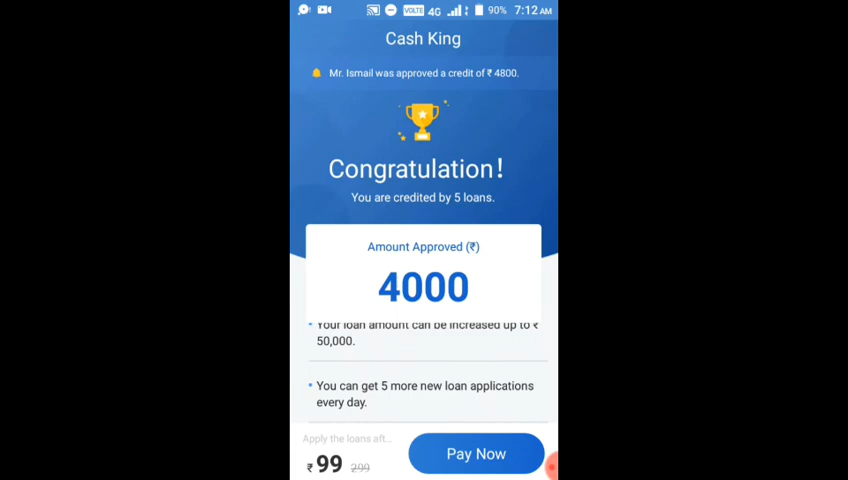 VOLTE 4G 90% 7:12 AM
Cash King
Mr. Ismail was approved a credit of ₹ 4800.
Congratulation!
You are credited by 5 loans.
Amount Approved (₹)
4000
Your loan amount can be increased up to ₹
50,000.
You can get 5 more new loan applications
every day.
Apply the loans aft...
₹ 99 299
Pay Now